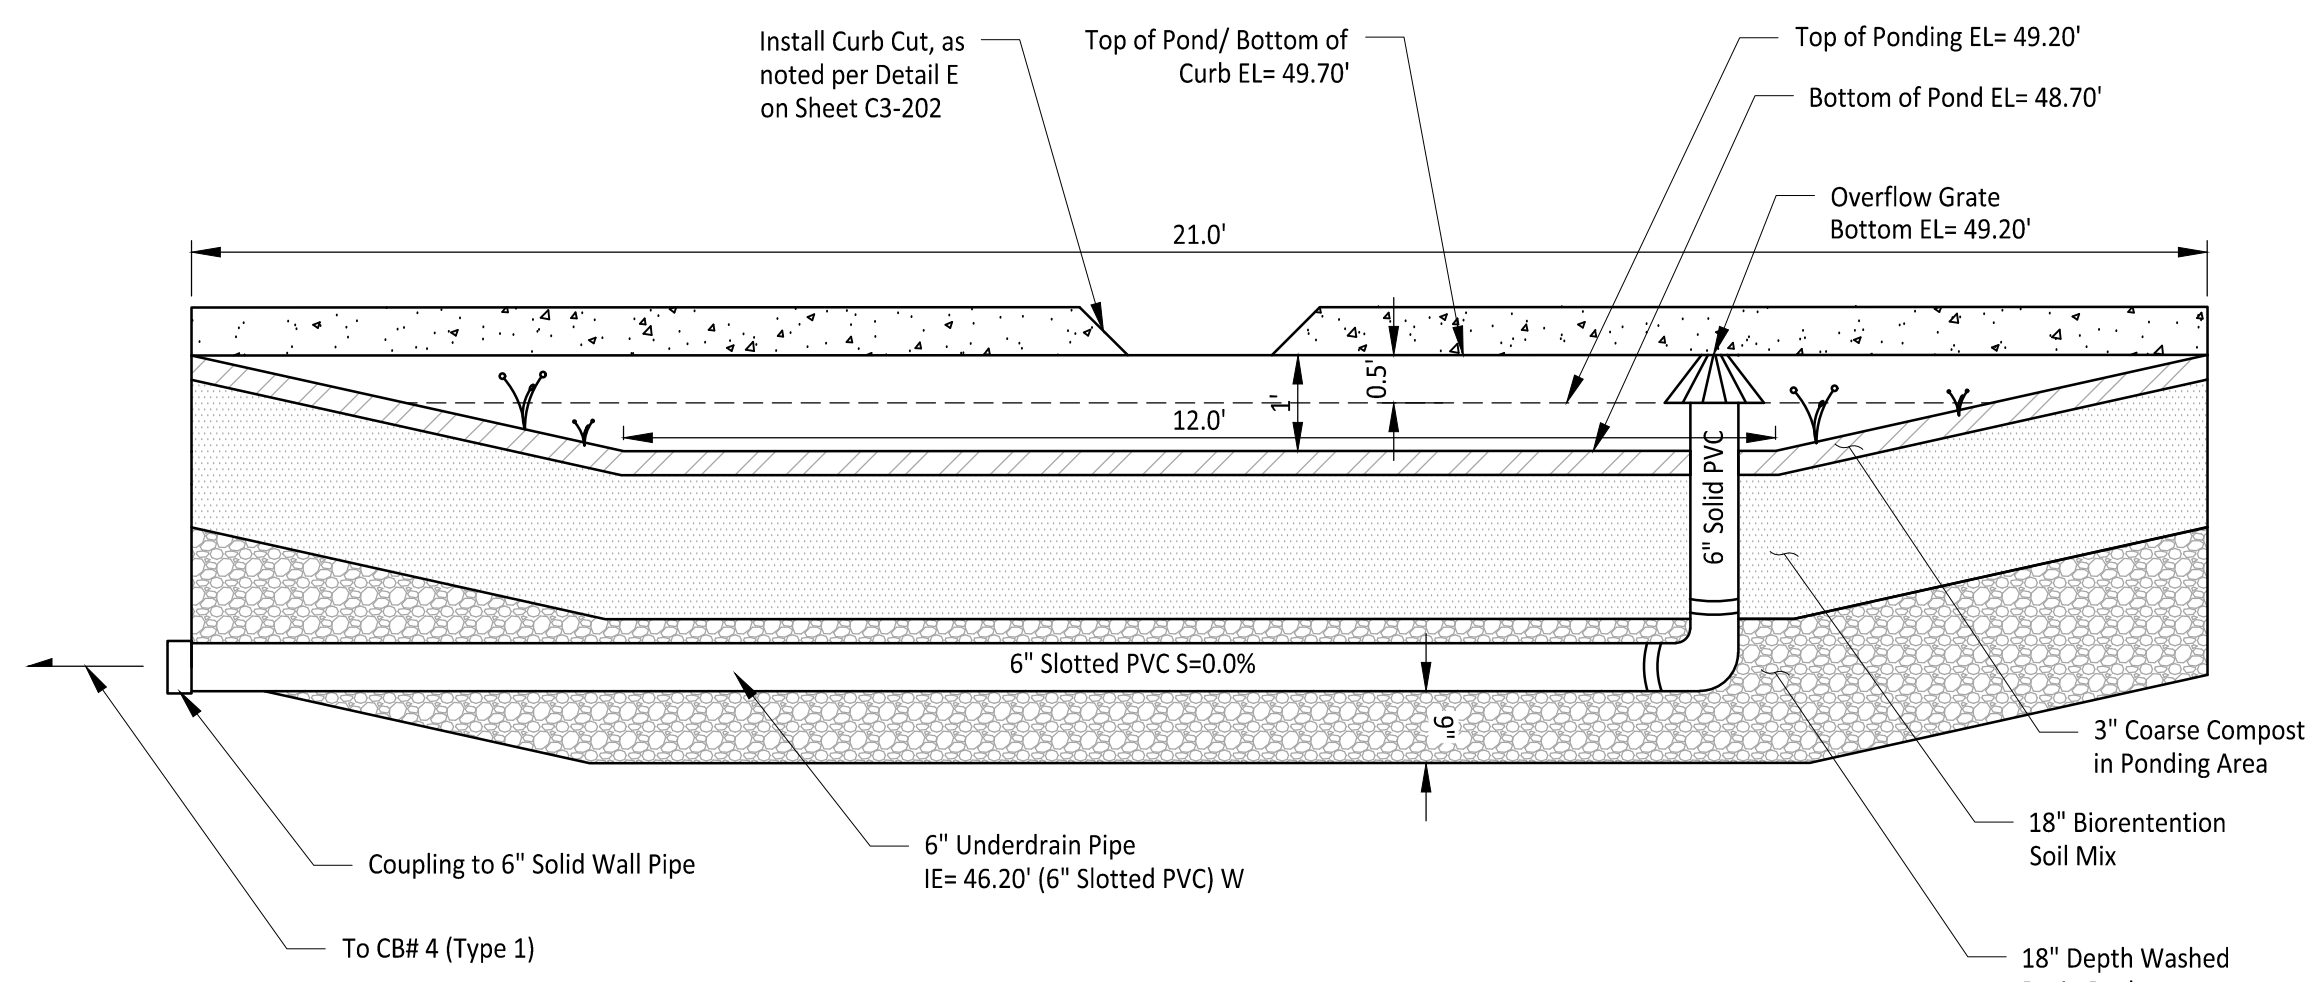 Install Curb Cut, as
noted per Detail E
on Sheet C3-202
Top of Pond/ Bottom of
Curb EL= 49.70'
Top of Ponding EL= 49.20'
Bottom of Pond EL= 48.70'
Overflow Grate
Bottom EL= 49.20'
21.0'
0.5'
1'
12.0'
6" Solid PVC
6" Slotted PVC S=0.0%
9"
3" Coarse Compost
in Ponding Area
18" Biorentention
Soil Mix
6" Underdrain Pipe
IE= 46.20' (6" Slotted PVC) W
Coupling to 6" Solid Wall Pipe
To CB# 4 (Type 1)
18" Depth Washed